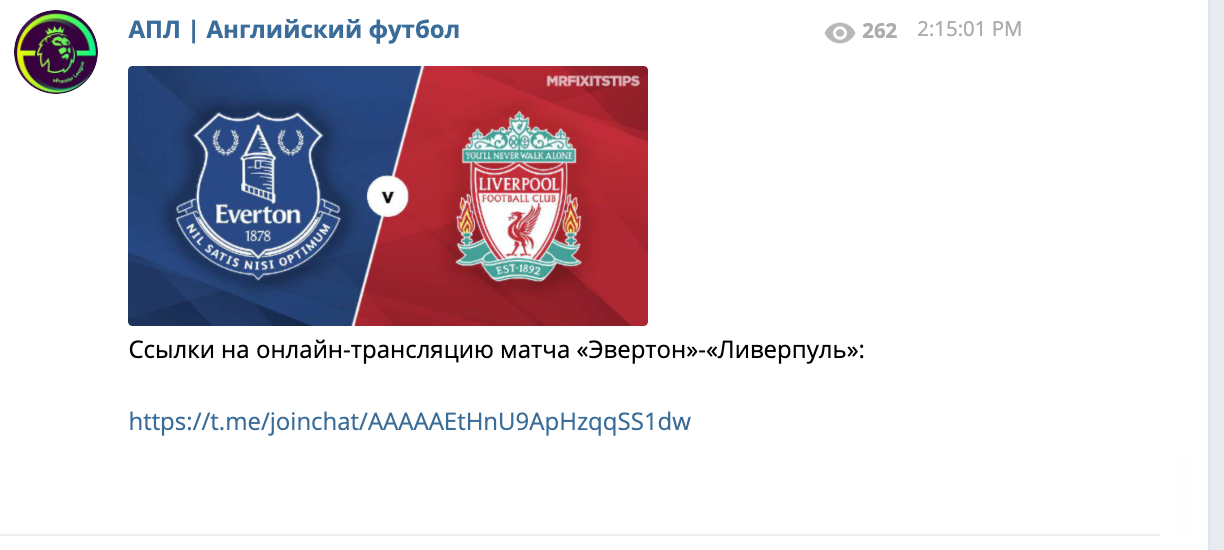 АПЛ | Английский футбол
262
2:15:01 PM
MRFIXITSTIPS
Everton
1878
NIL SATIS NISI OPTIMUM
v
YOU'LL NEVER WALK ALONE
LIVERPOOL
FOOTBALL CLUB
EST·1892
Ссылки на онлайн-трансляцию матча «Эвертон»-«Ливерпуль»:
https://t.me/joinchat/AAAAAEtHnU9ApHzqqSS1dw